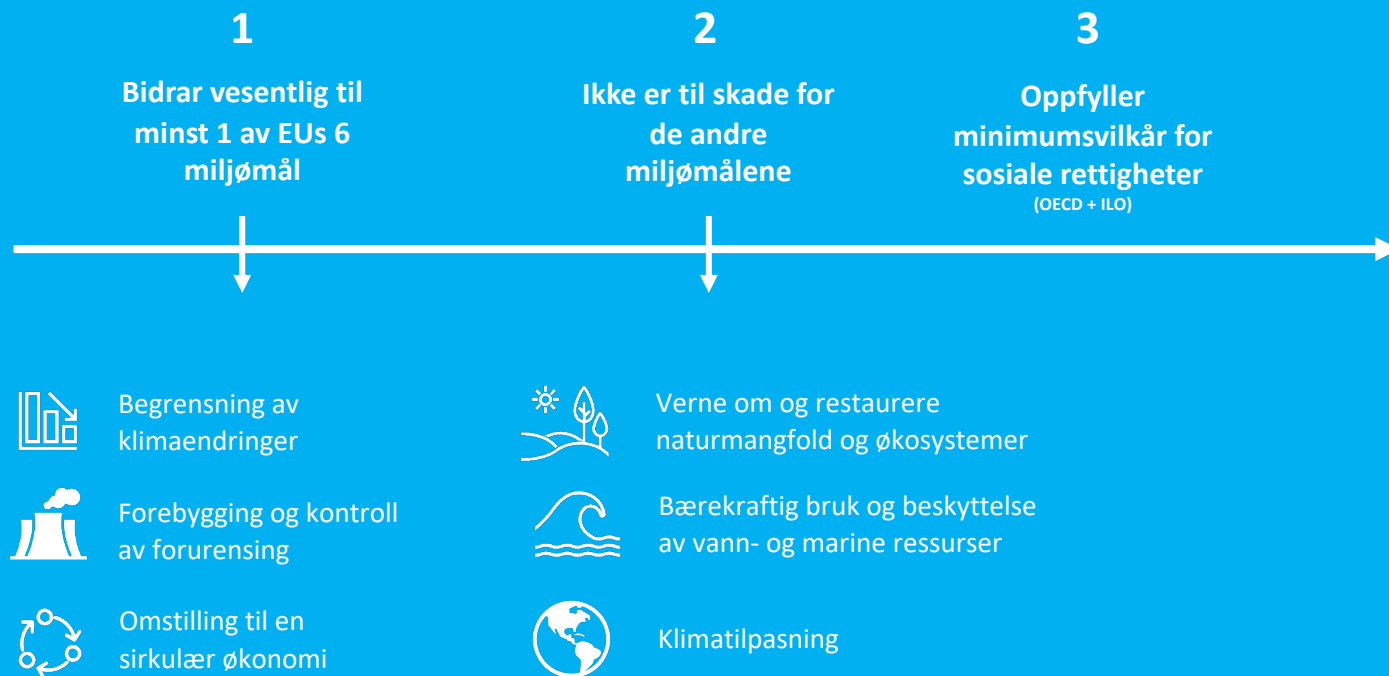 1
Bidrar vesentlig til
minst 1 av EUs 6
miljømål
2
Ikke er til skade for
de andre
miljømålene
3
Oppfyller
minimumsvilkår for
sosiale rettigheter
(OECD + ILO)
Begrensning av
klimaendringer
Forebygging og kontroll
av forurensing
Omstilling til en
sirkulær økonomi
Verne om og restaurere
naturmangfold og økosystemer
Bærekraftig bruk og beskyttelse
av vann- og marine ressurser
Klimatilpasning